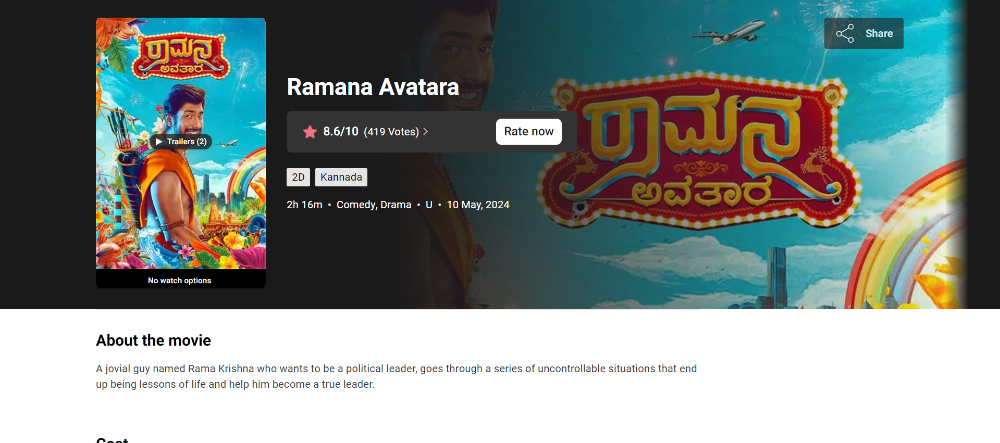 ರಾಮನ
ಅವತಾರ
Trailers (2)
No watch options
Share
Ramana Avatara
8.6/10 (419 Votes)
Rate now
2D
Kannada
2h 16m • Comedy, Drama • U • 10 May, 2024
ರಾಮನ
ಅವತಾರ
About the movie
A jovial guy named Rama Krishna who wants to be a political leader, goes through a series of uncontrollable situations that end
up being lessons of life and help him become a true leader.
Cast